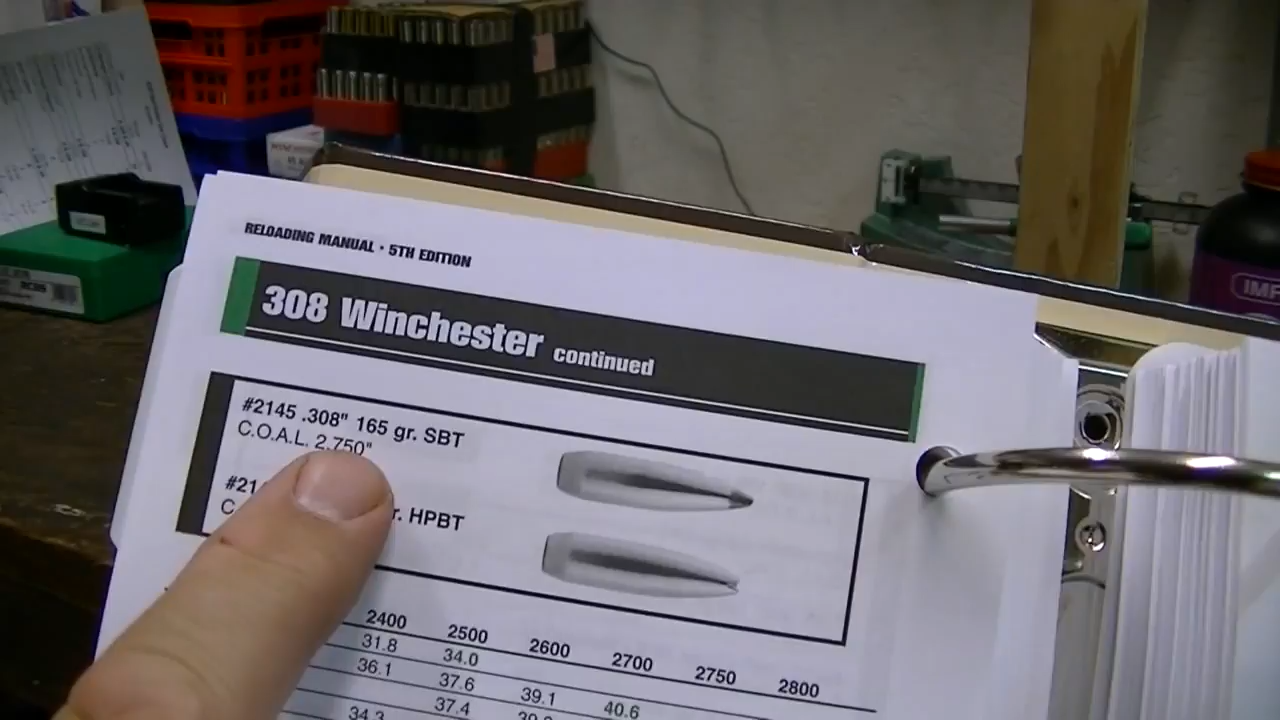 RELOADING MANUAL • 5TH EDITION
308 Winchester continued
#2145 .308" 165 gr. SBT
C.O.A.L. 2.750"
#21
r. HPBT
C
2400 2500 2600 2700 2750 2800
31.8 34.0
36.1 37.6 39.1 40.6
34.3 37.4
IMR